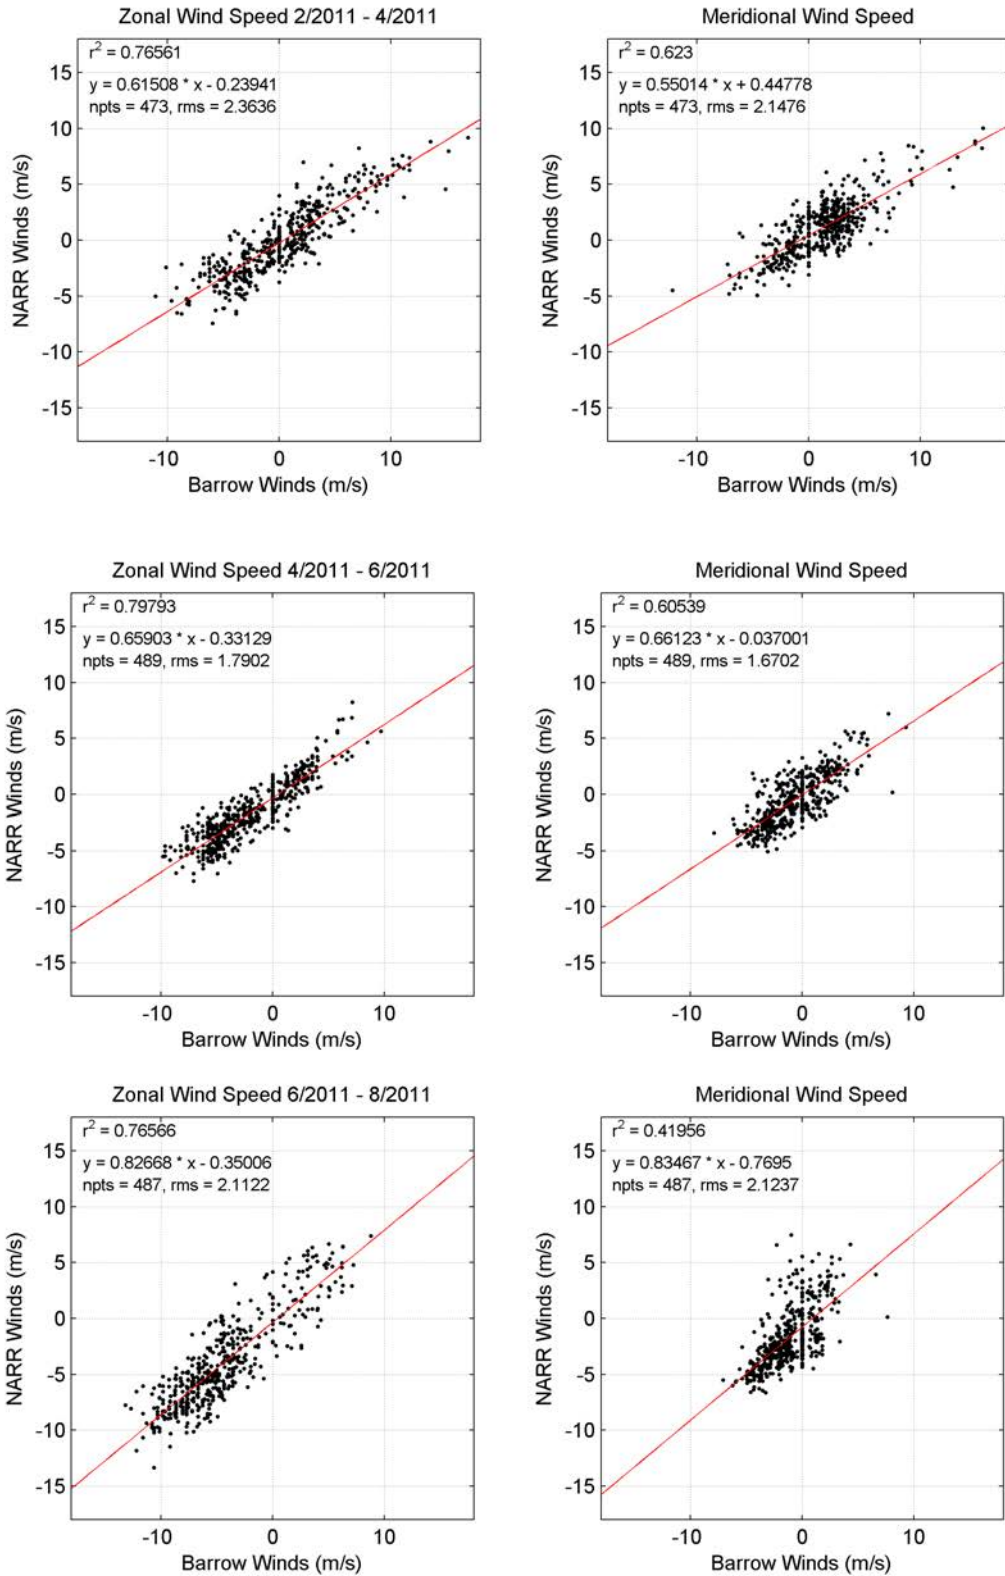 Zonal Wind Speed 2/2011 - 4/2011
r² = 0.76561
y = 0.61508 * x - 0.23941
npts = 473, rms = 2.3636
NARR Winds (m/s)
15
10
5
0
-5
-10
-15
-10 0 10
Barrow Winds (m/s)
Meridional Wind Speed
r² = 0.623
y = 0.55014 * x + 0.44778
npts = 473, rms = 2.1476
NARR Winds (m/s)
15
10
5
0
-5
-10
-15
-10 0 10
Barrow Winds (m/s)
Zonal Wind Speed 4/2011 - 6/2011
r² = 0.79793
y = 0.65903 * x - 0.33129
npts = 489, rms = 1.7902
NARR Winds (m/s)
15
10
5
0
-5
-10
-15
-10 0 10
Barrow Winds (m/s)
Meridional Wind Speed
r² = 0.60539
y = 0.66123 * x - 0.037001
npts = 489, rms = 1.6702
NARR Winds (m/s)
15
10
5
0
-5
-10
-15
-10 0 10
Barrow Winds (m/s)
Zonal Wind Speed 6/2011 - 8/2011
r² = 0.76566
y = 0.82668 * x - 0.35006
npts = 487, rms = 2.1122
NARR Winds (m/s)
15
10
5
0
-5
-10
-15
-10 0 10
Barrow Winds (m/s)
Meridional Wind Speed
r² = 0.41956
y = 0.83467 * x - 0.7695
npts = 487, rms = 2.1237
NARR Winds (m/s)
15
10
5
0
-5
-10
-15
-10 0 10
Barrow Winds (m/s)